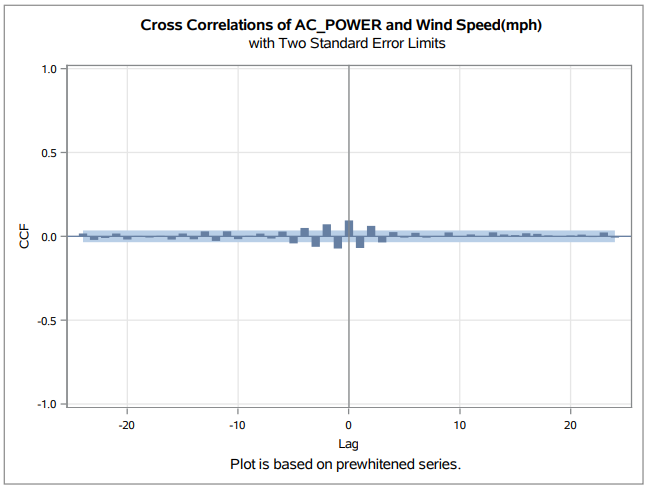 Cross Correlations of AC_POWER and Wind Speed(mph)
with Two Standard Error Limits
1.0
0.5
0.0
-0.5
-1.0
CCF
-20 -10 0 10 20
Lag
Plot is based on prewhitened series.